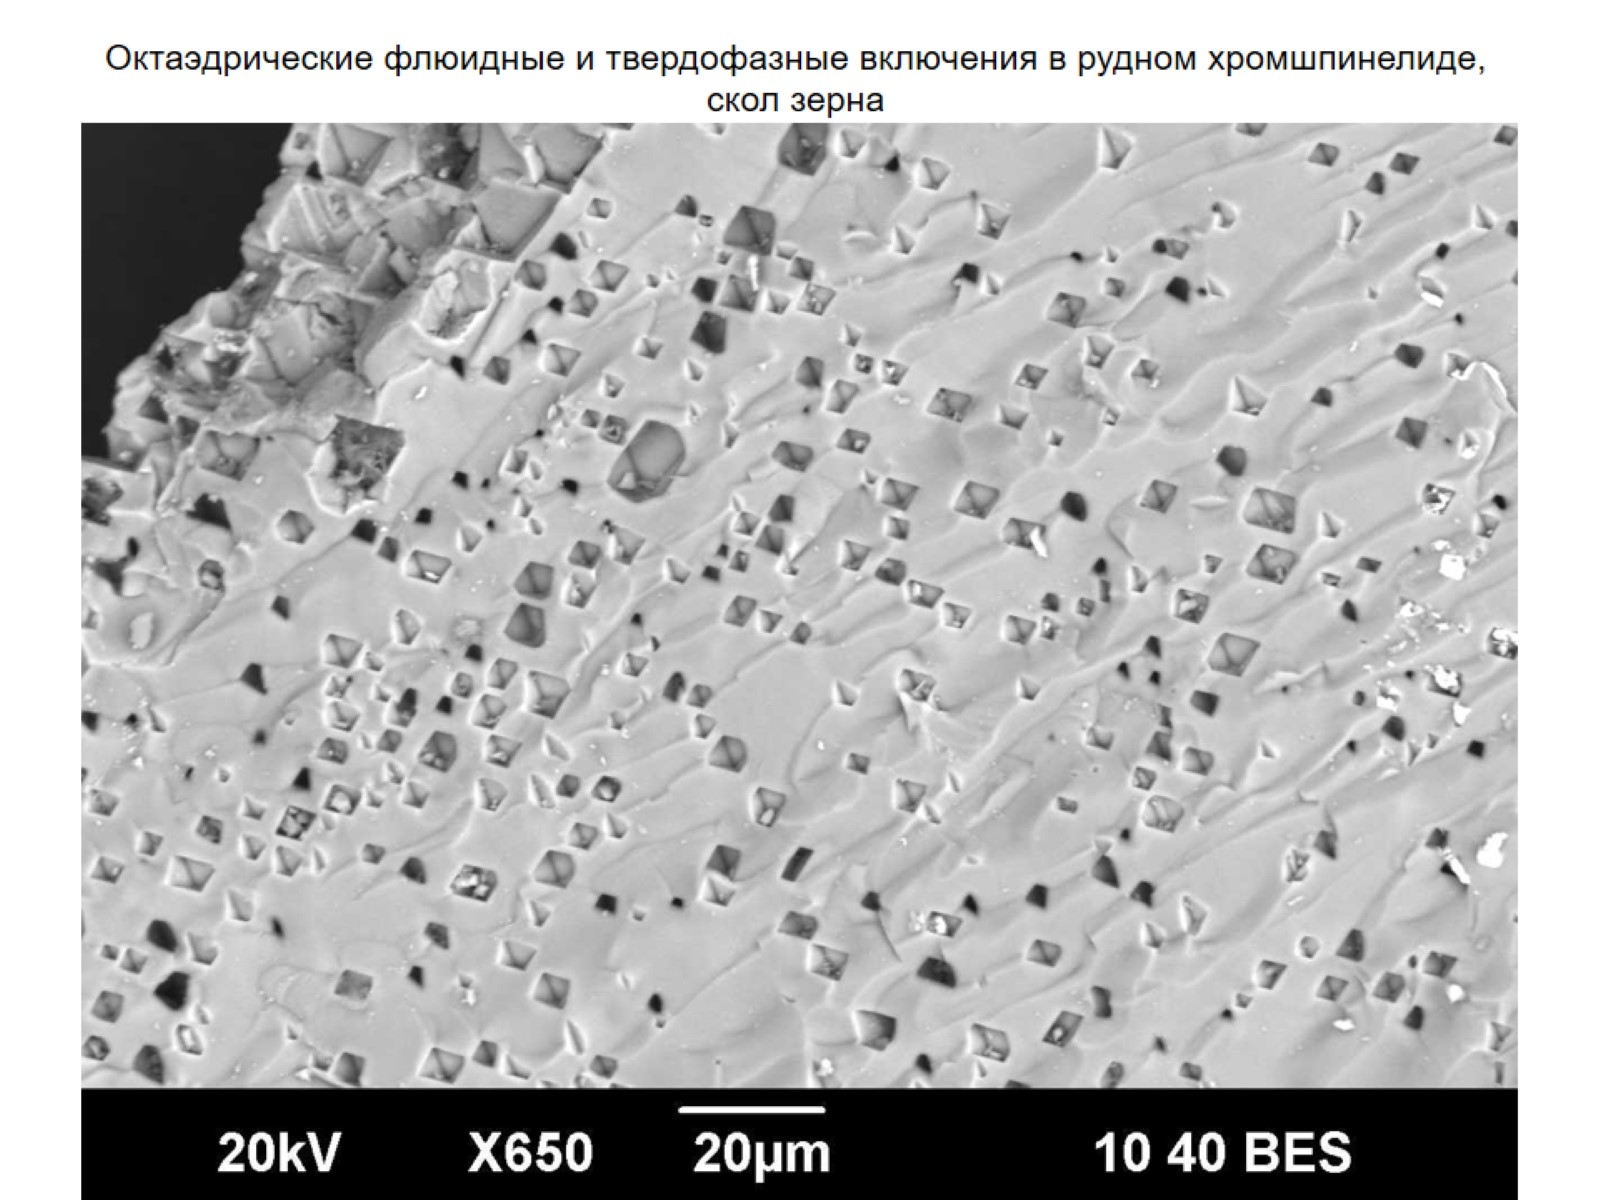 Октаэдрические флюидные и твердофазные включения в рудном хромшпинелиде,
скол зерна
20kV X650 20µm 10 40 BES